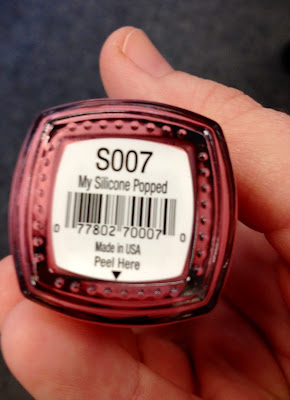 S007
My Silicone Popped
0 77802 70007 0
Made in USA
Peel Here